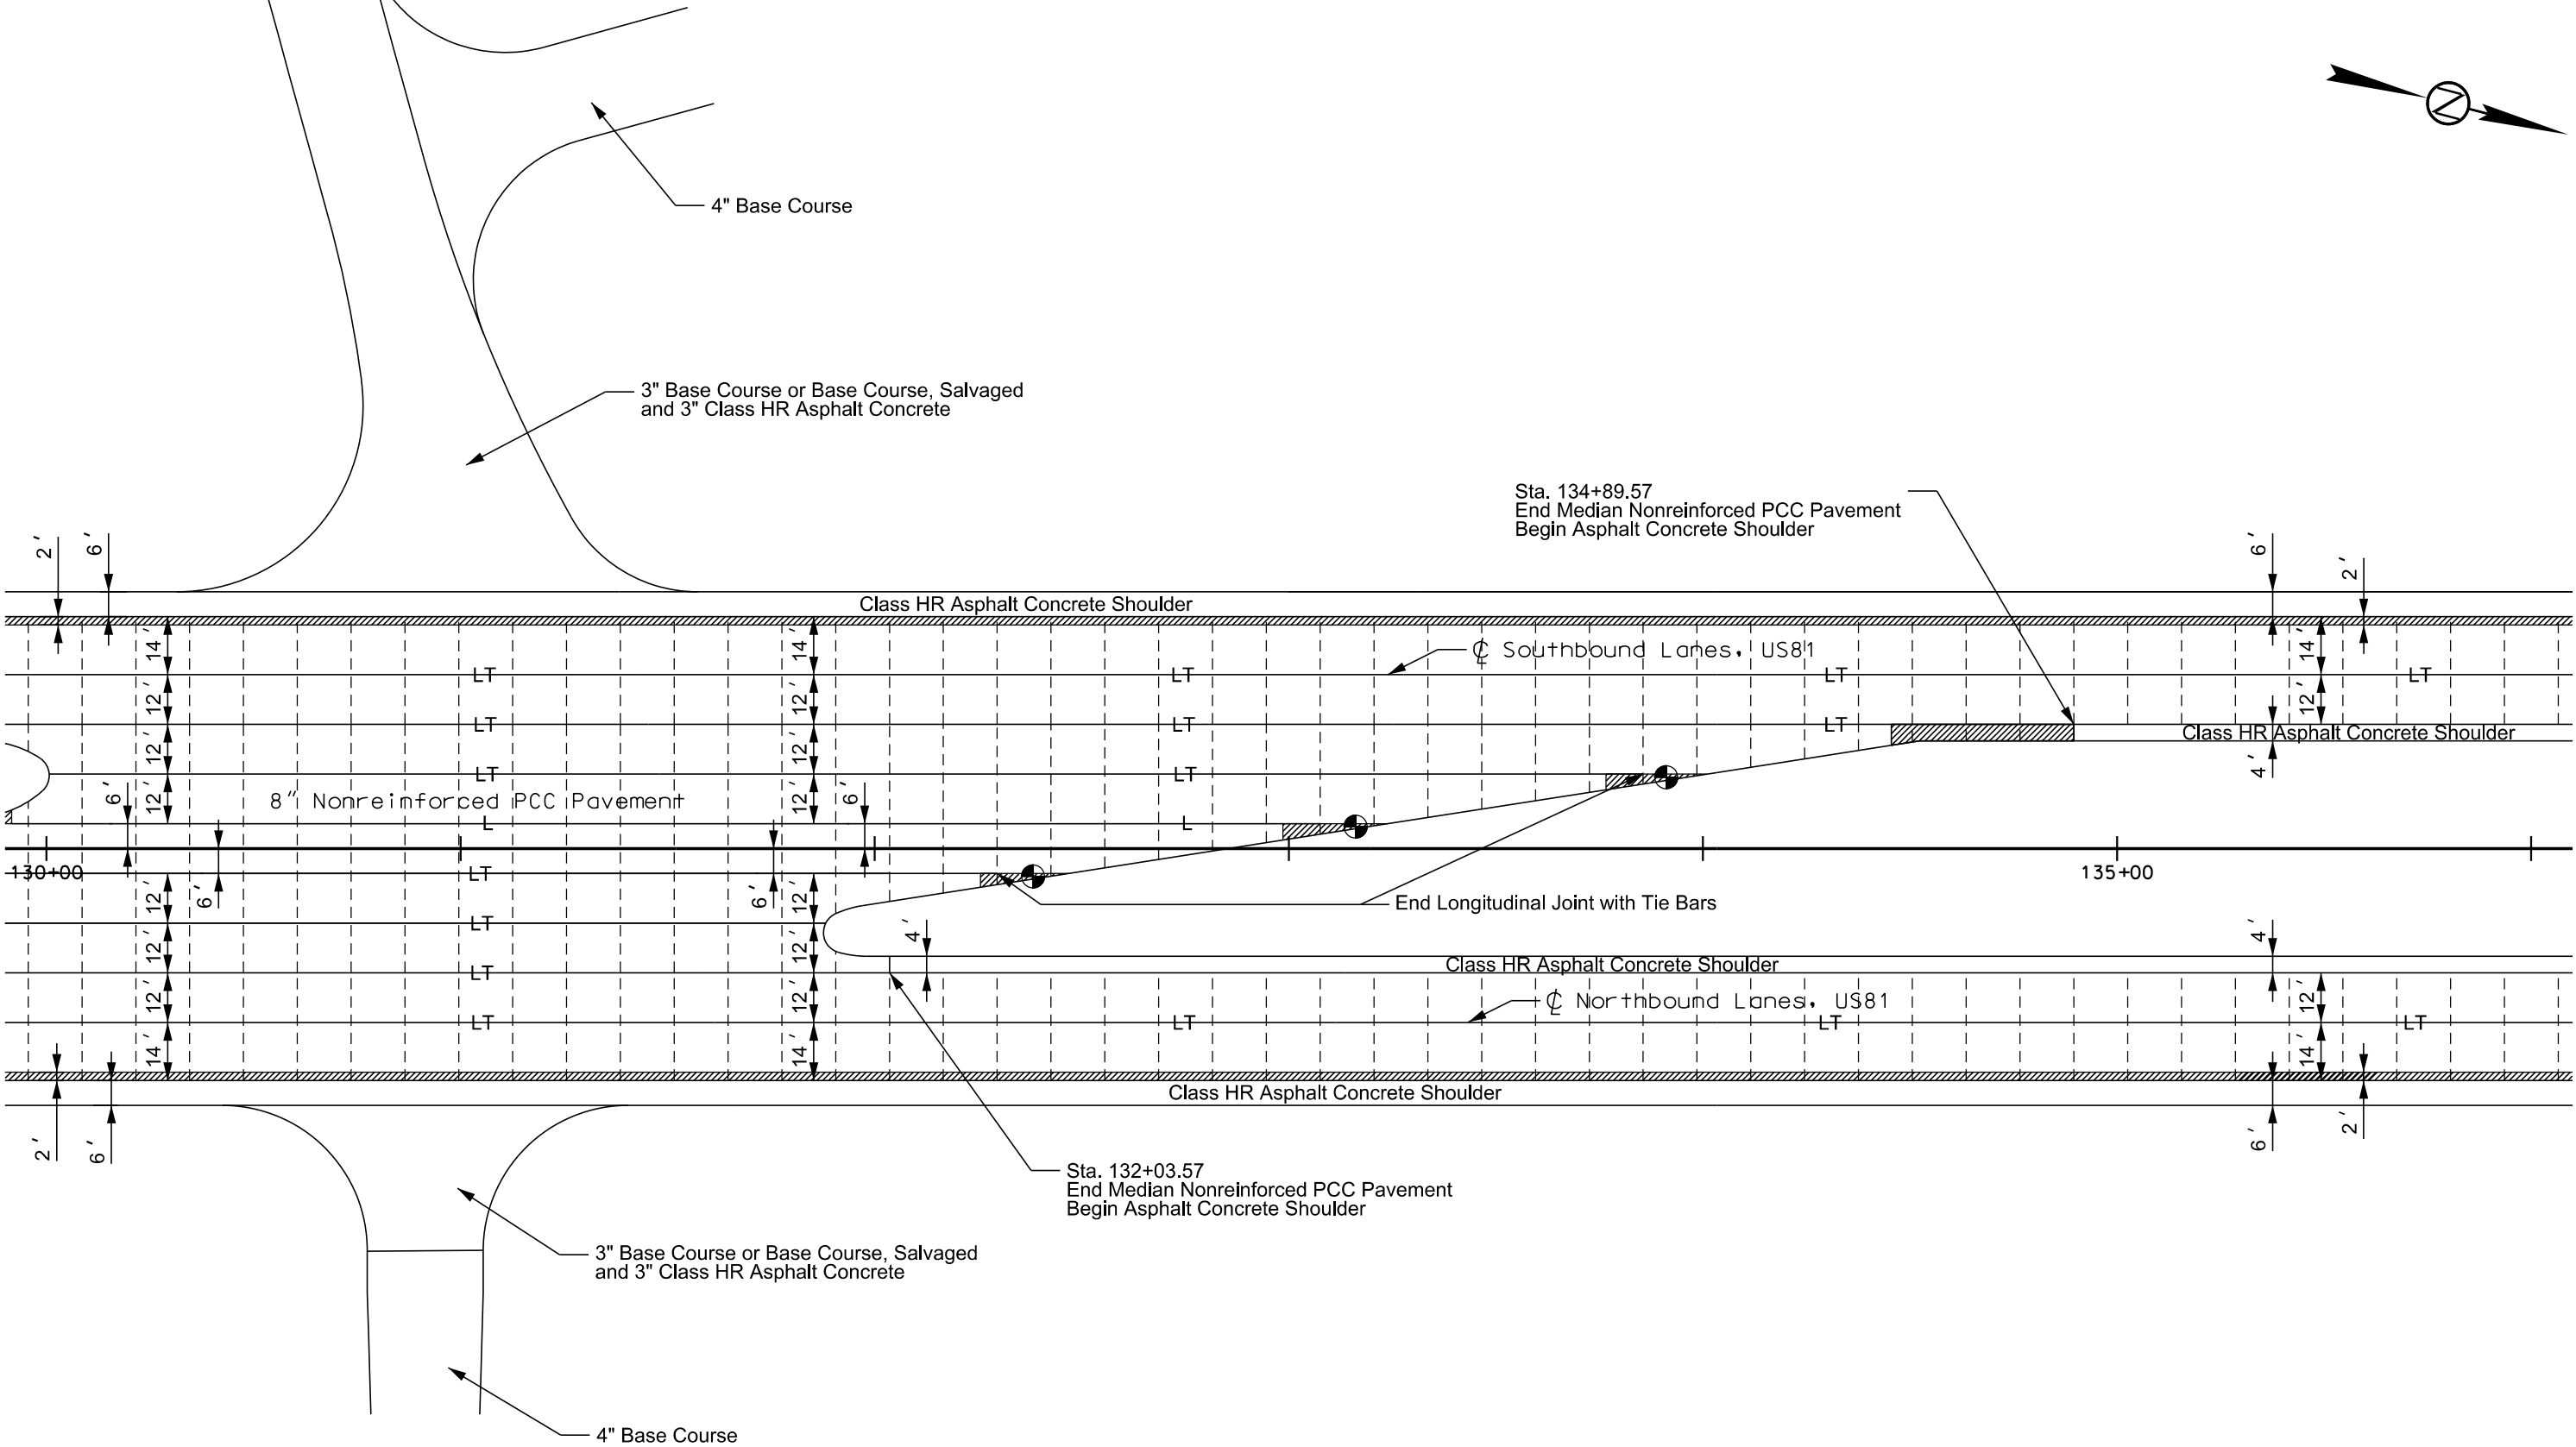 N
4" Base Course
3" Base Course or Base Course, Salvaged
and 3" Class HR Asphalt Concrete
Sta. 134+89.57
End Median Nonreinforced PCC Pavement
Begin Asphalt Concrete Shoulder
2' 6' 6' 2'
Class HR Asphalt Concrete Shoulder
14' 14' ℄ Southbound Lanes, US81 14'
LT LT LT LT
12' 12' 12'
LT LT LT
12' 12' Class HR Asphalt Concrete Shoulder
LT LT 4'
6' 8" Nonreinforced PCC Pavement 12' 12' 6'
L L
130+00 LT 135+00
6' 6'
12' 12' End Longitudinal Joint with Tie Bars
LT 4' 4'
12' 12'
LT Class HR Asphalt Concrete Shoulder
12' 12' ℄ Northbound Lanes, US81 12'
LT LT LT LT
14' 14' 14'
Class HR Asphalt Concrete Shoulder
2' 6' 6' 2'
Sta. 132+03.57
End Median Nonreinforced PCC Pavement
Begin Asphalt Concrete Shoulder
3" Base Course or Base Course, Salvaged
and 3" Class HR Asphalt Concrete
4" Base Course